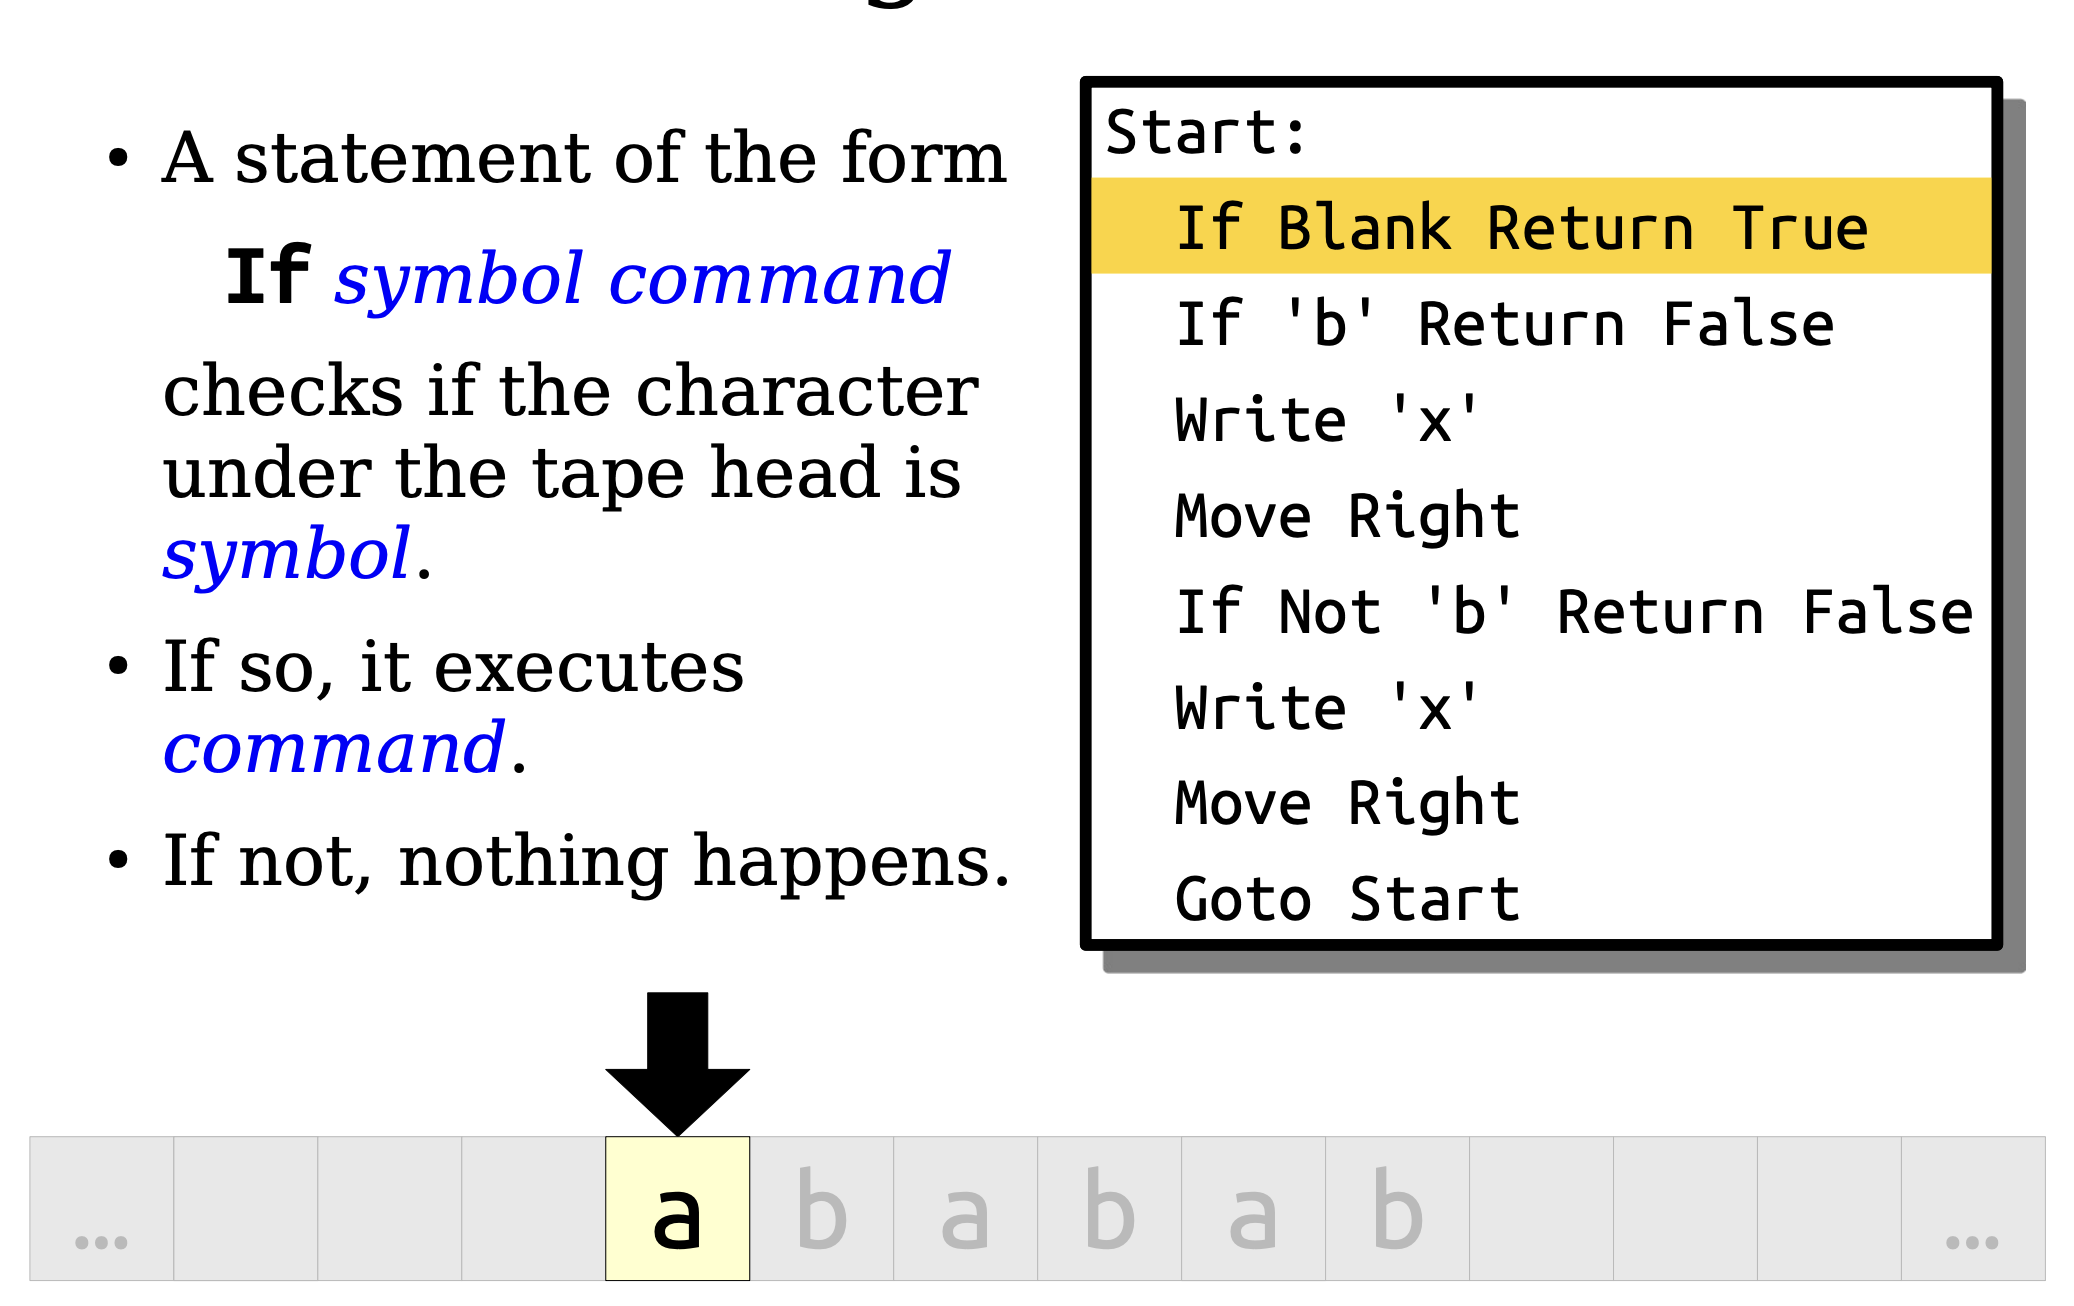 • A statement of the form
If symbol command
checks if the character
under the tape head is
symbol.
• If so, it executes
command.
• If not, nothing happens.
Start:
If Blank Return True
If 'b' Return False
Write 'x'
Move Right
If Not 'b' Return False
Write 'x'
Move Right
Goto Start
… a b a b a b …